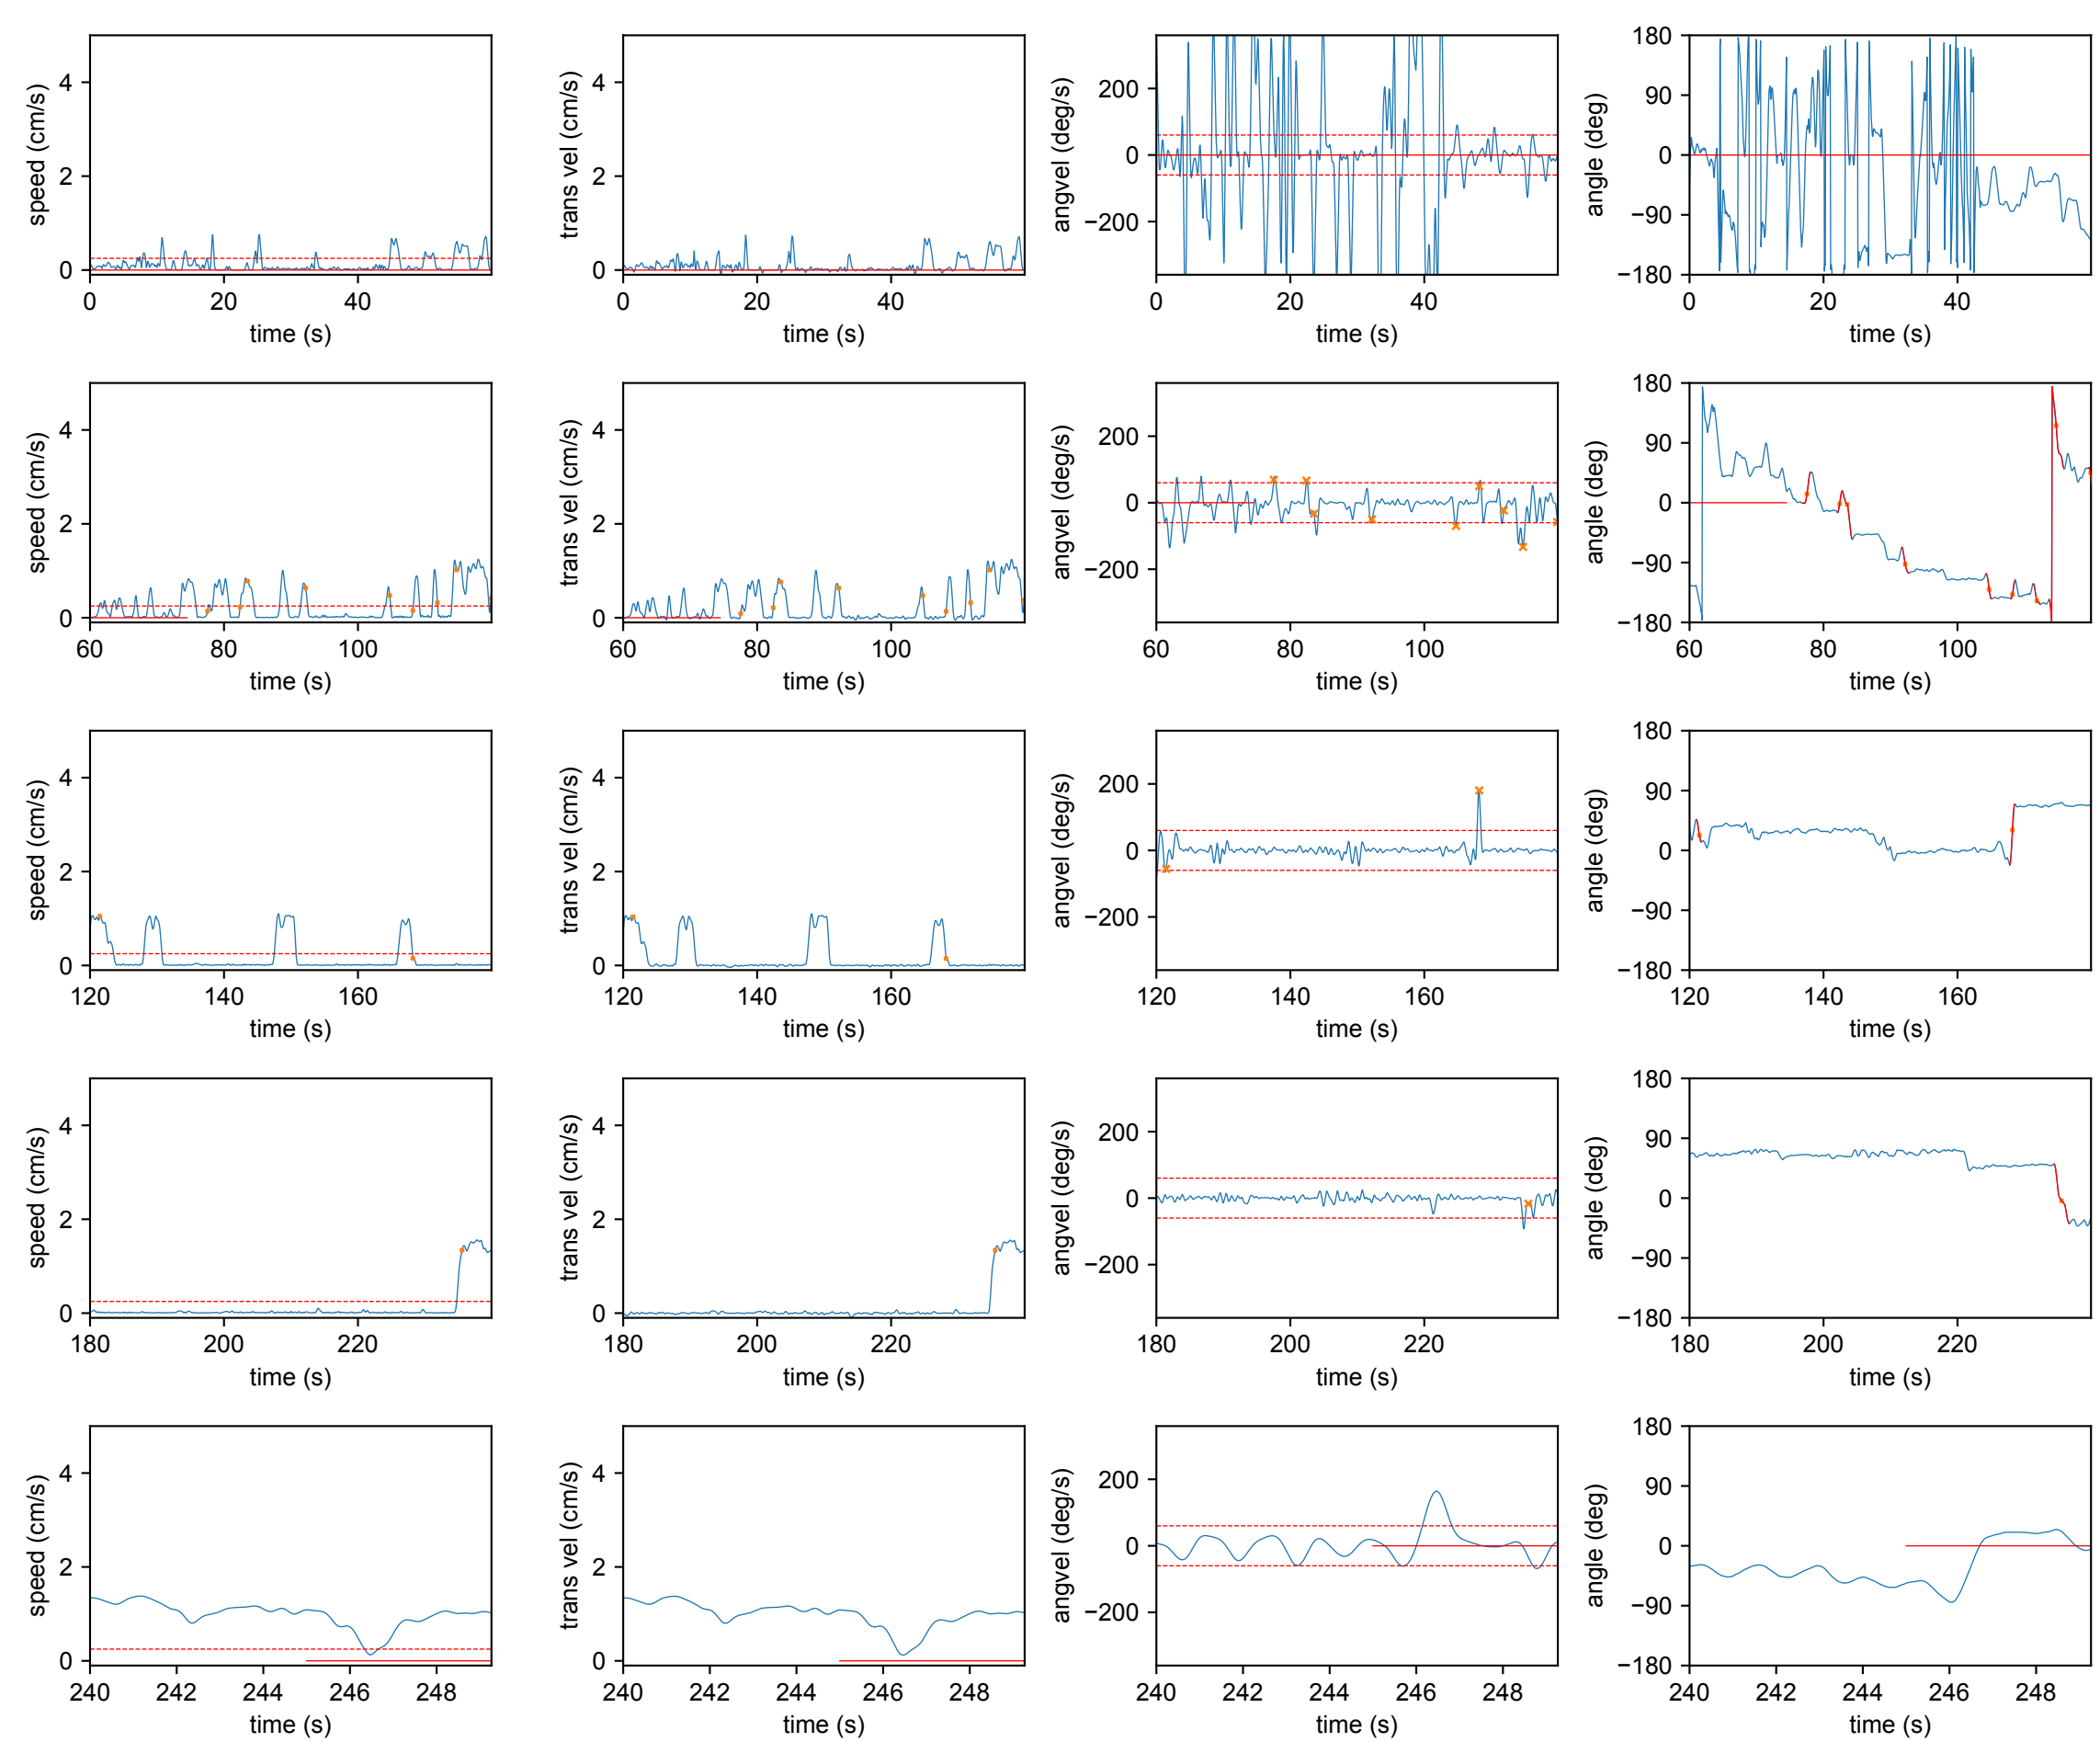 speed (cm/s)
4
2
0
0 20 40
time (s)
trans vel (cm/s)
4
2
0
0 20 40
time (s)
angvel (deg/s)
200
0
−200
0 20 40
time (s)
angle (deg)
180
90
0
−90
−180
0 20 40
time (s)
speed (cm/s)
4
2
0
60 80 100
time (s)
trans vel (cm/s)
4
2
0
60 80 100
time (s)
angvel (deg/s)
200
0
−200
60 80 100
time (s)
angle (deg)
180
90
0
−90
−180
60 80 100
time (s)
speed (cm/s)
4
2
0
120 140 160
time (s)
trans vel (cm/s)
4
2
0
120 140 160
time (s)
angvel (deg/s)
200
0
−200
120 140 160
time (s)
angle (deg)
180
90
0
−90
−180
120 140 160
time (s)
speed (cm/s)
4
2
0
180 200 220
time (s)
trans vel (cm/s)
4
2
0
180 200 220
time (s)
angvel (deg/s)
200
0
−200
180 200 220
time (s)
angle (deg)
180
90
0
−90
−180
180 200 220
time (s)
speed (cm/s)
4
2
0
240 242 244 246 248
time (s)
trans vel (cm/s)
4
2
0
240 242 244 246 248
time (s)
angvel (deg/s)
200
0
−200
240 242 244 246 248
time (s)
angle (deg)
180
90
0
−90
−180
240 242 244 246 248
time (s)